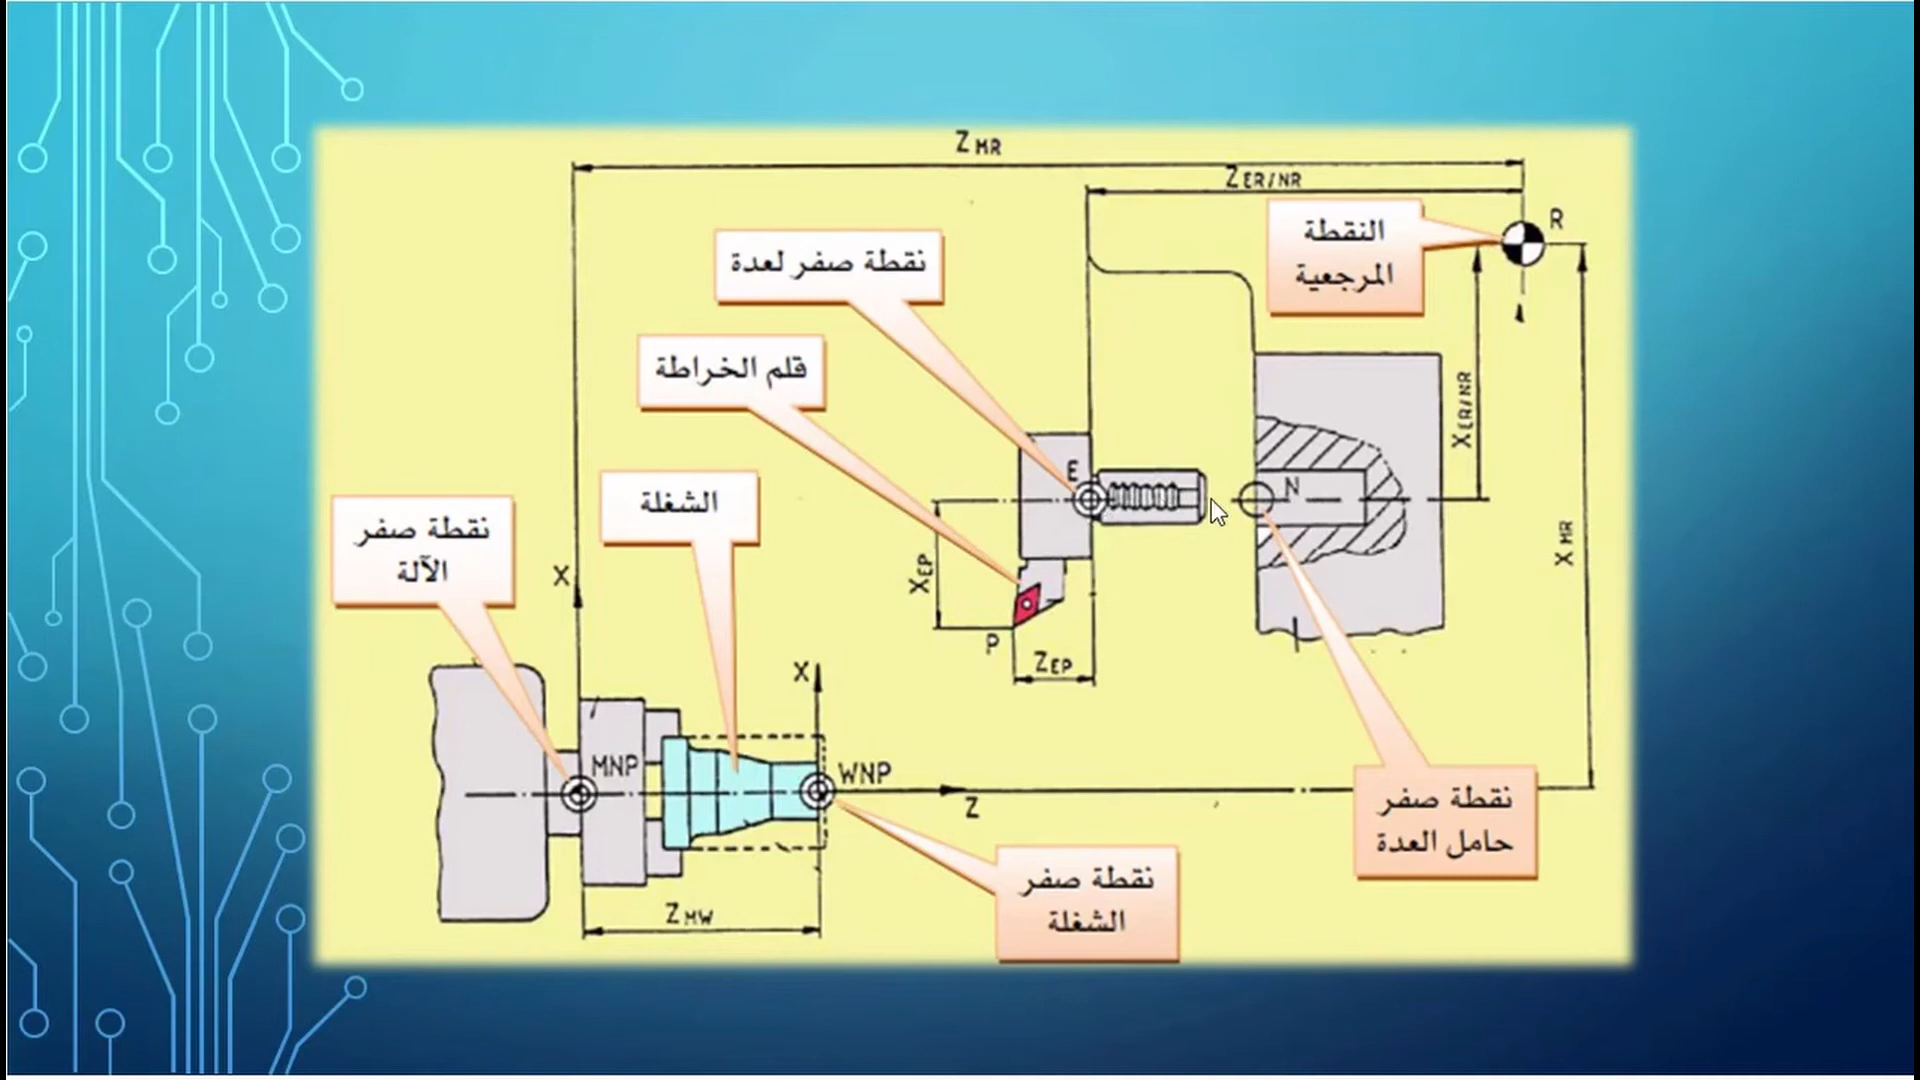 Z MR
Z ER/NR
النقطة
المرجعية
R
نقطة صفر لعدة
قلم الخراطة
X ER/NR
E
N
الشغلة
نقطة صفر
الآلة
X MR
X
X EP
P
Z EP
X
MNP
WNP
Z
نقطة صفر
حامل العدة
نقطة صفر
الشغلة
Z MW